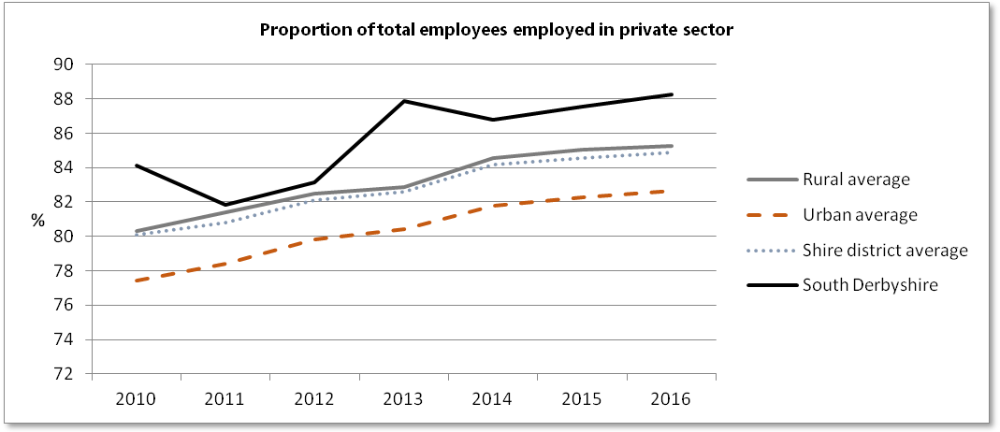 Proportion of total employees employed in private sector
90
88
86
84
82
80
78
76
74
72
%
2010 2011 2012 2013 2014 2015 2016
Rural average
Urban average
Shire district average
South Derbyshire